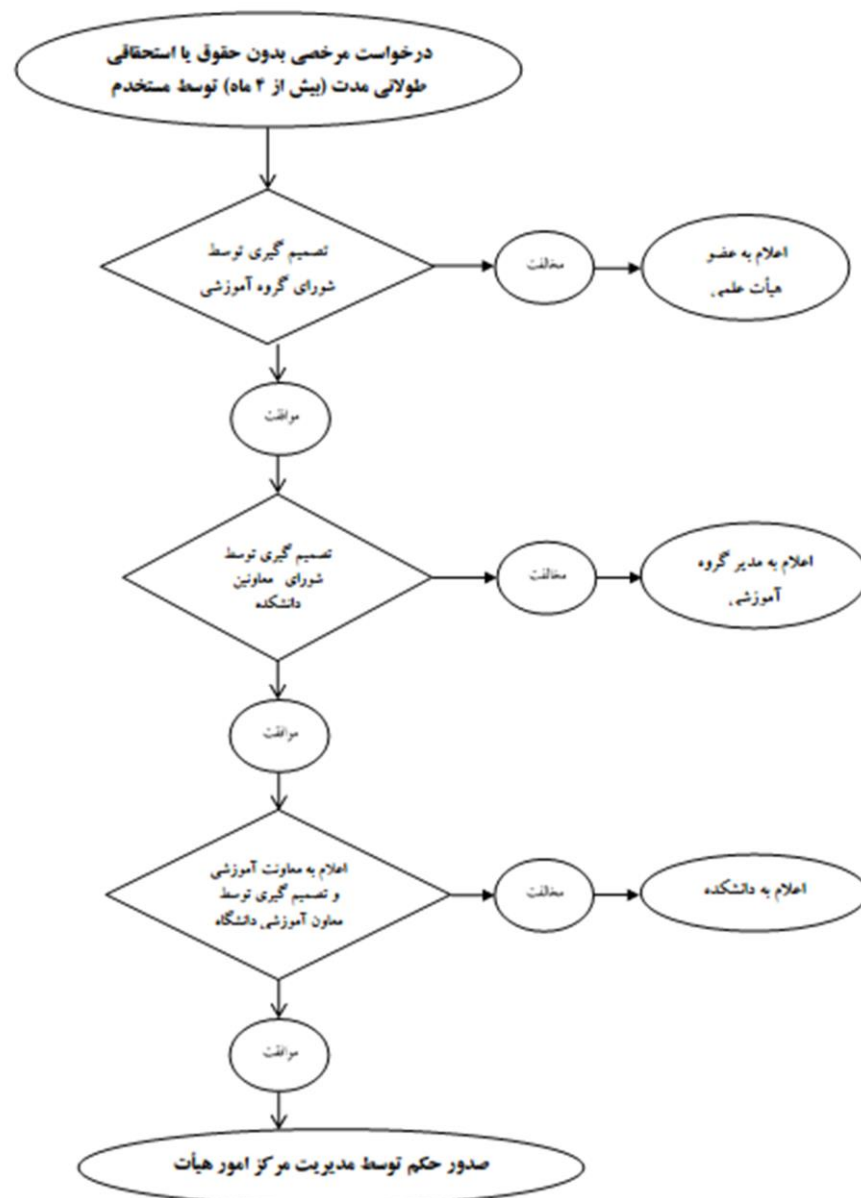 درخواست مرخصی بدون حقوق یا استحقاقی
طولانی مدت (بیش از ۴ ماه) توسط مستخدم
تصمیم گیری توسط
شورای گروه آموزشی
مخالفت
اعلام به عضو
هیأت علمی
موافقت
تصمیم گیری توسط
شورای معاونین
دانشکده
مخالفت
اعلام به مدیر گروه
آموزشی
موافقت
اعلام به معاونت آموزشی
و تصمیم گیری توسط
معاون آموزشی دانشگاه
مخالفت
اعلام به دانشکده
موافقت
صدور حکم توسط مدیریت مرکز امور هیأت